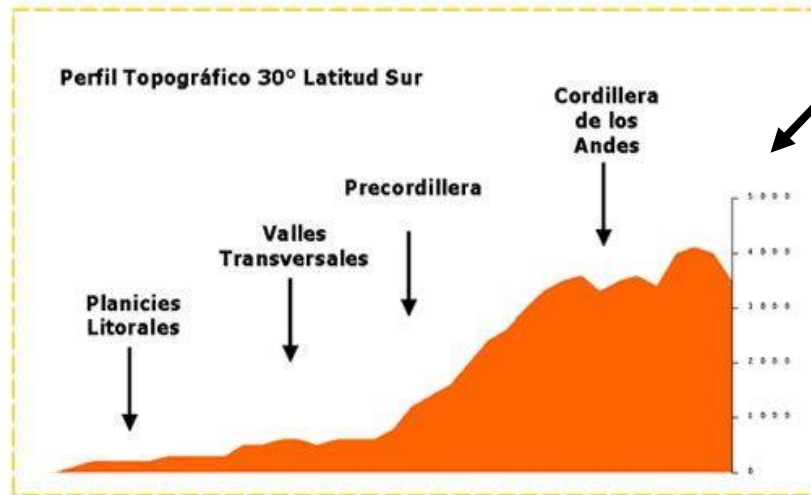 Perfil Topográfico 30º Latitud Sur
Cordillera
de los
Andes
Precordillera
Valles
Transversales
Planicies
Litorales
5000
4000
3000
2000
1000
0